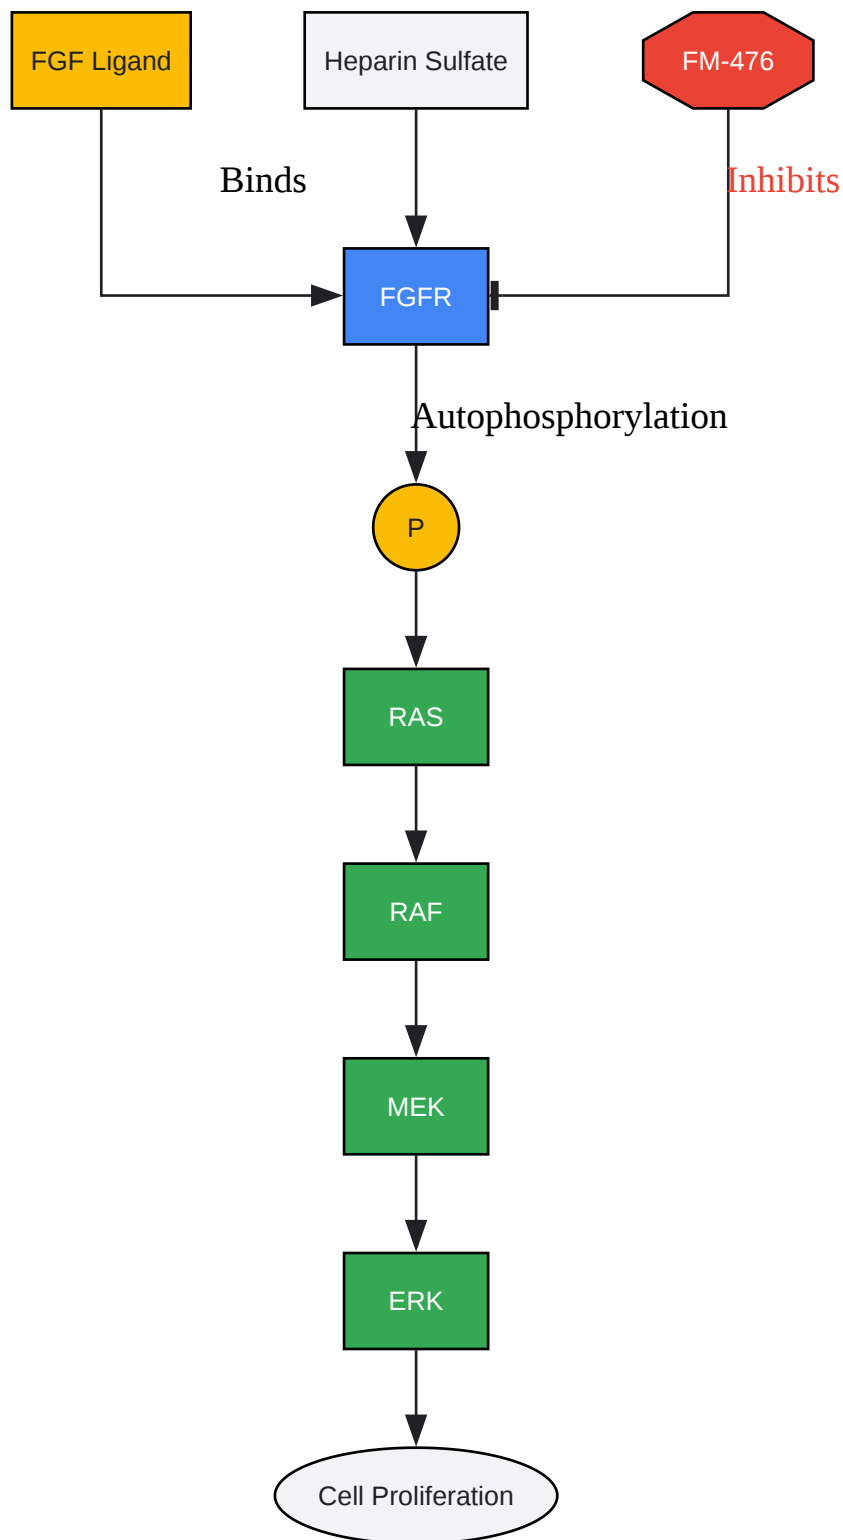 FGF Ligand
Heparin Sulfate
FM-476
Binds
Inhibits
FGFR
Autophosphorylation
P
RAS
RAF
MEK
ERK
Cell Proliferation